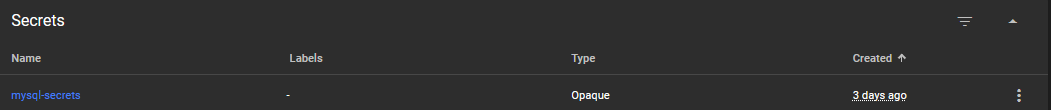 Secrets
Name Labels Type Created
mysql-secrets - Opaque 3 days ago